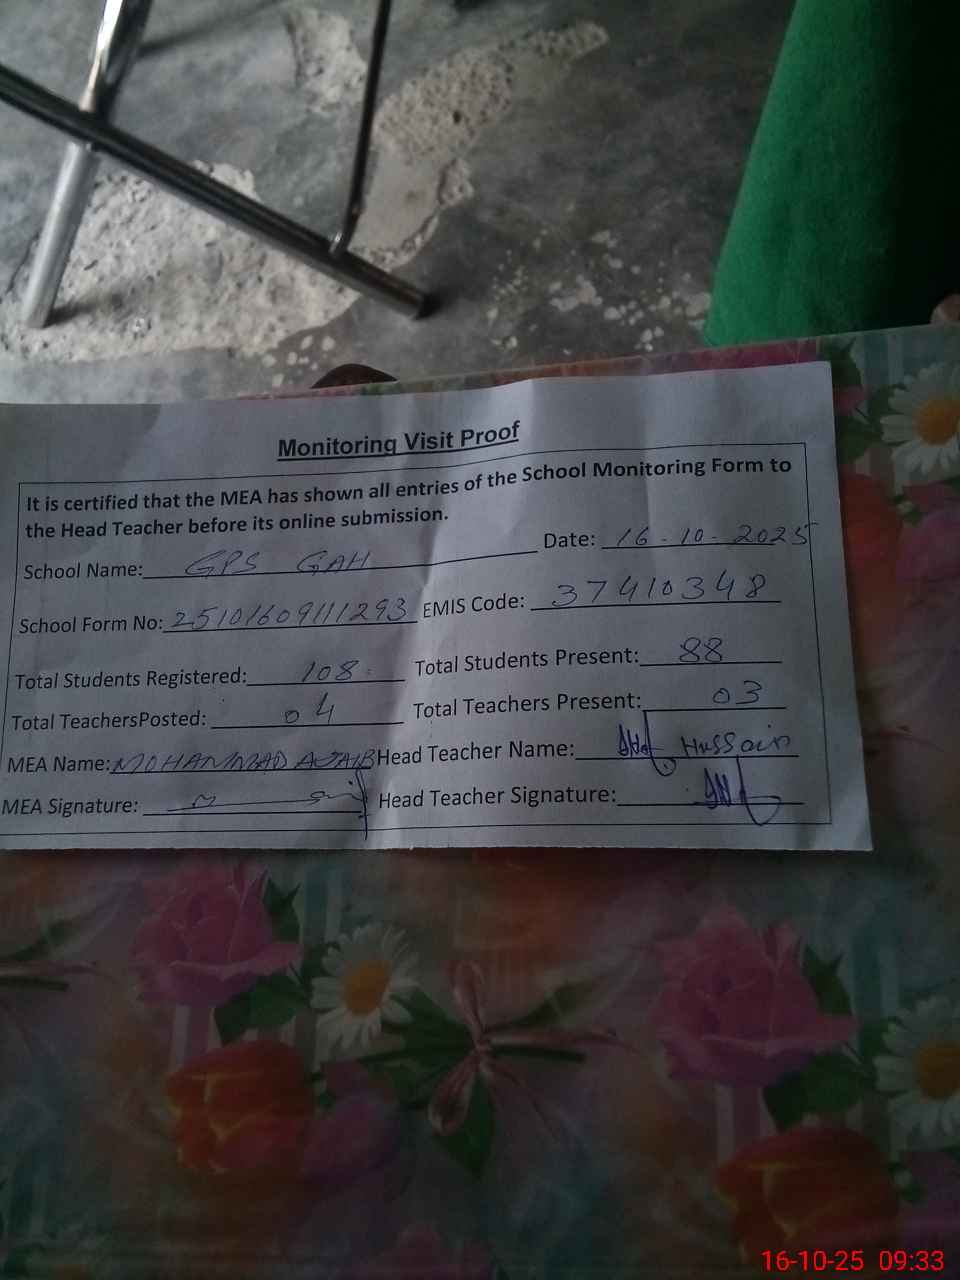 Monitoring Visit Proof
It is certified that the MEA has shown all entries of the School Monitoring Form to
the Head Teacher before its online submission.
School Name: GPS GAH Date: 16-10-2025
School Form No: 25101609111293 EMIS Code: 37410348
Total Students Registered: 108 Total Students Present: 88
Total TeachersPosted: 04 Total Teachers Present: 03
MEA Name: MOHAMMAD AJAIB Head Teacher Name: Hussain
MEA Signature: Head Teacher Signature:
16-10-25 09:33